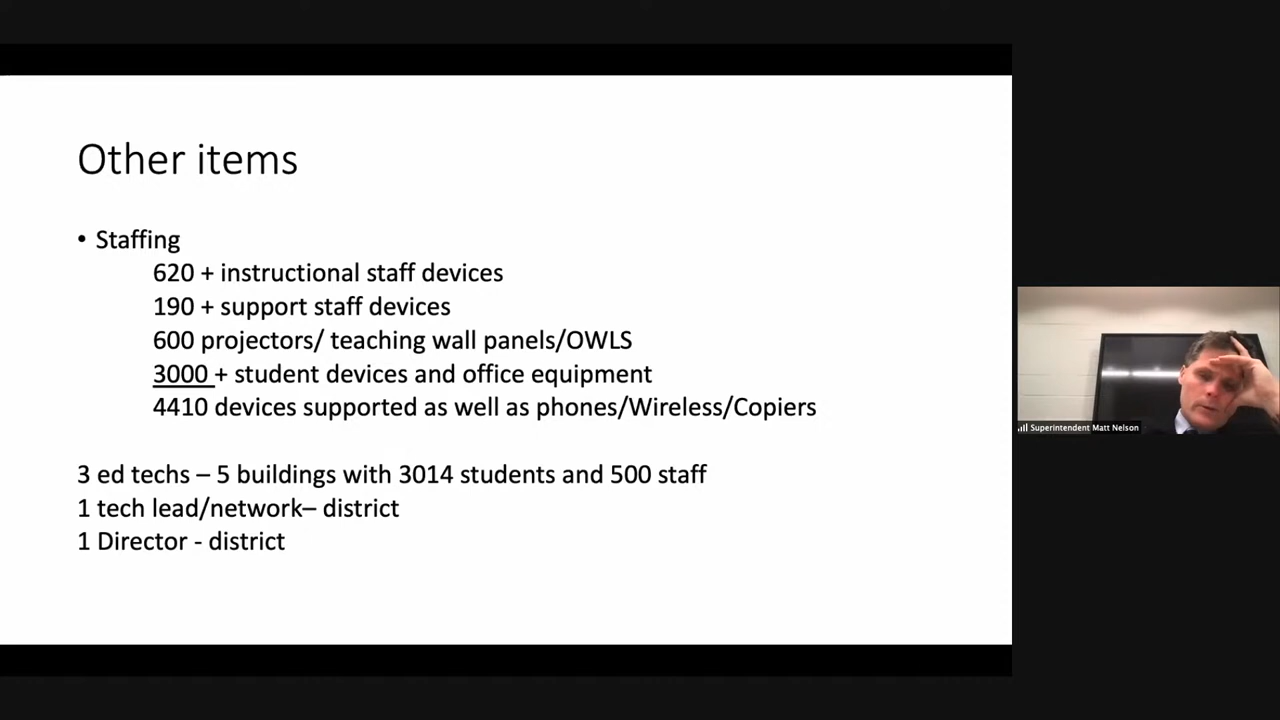 Other items
• Staffing
620 + instructional staff devices
190 + support staff devices
600 projectors/ teaching wall panels/OWLS
3000 + student devices and office equipment
4410 devices supported as well as phones/Wireless/Copiers
3 ed techs – 5 buildings with 3014 students and 500 staff
1 tech lead/network– district
1 Director - district
Superintendent Matt Nelson